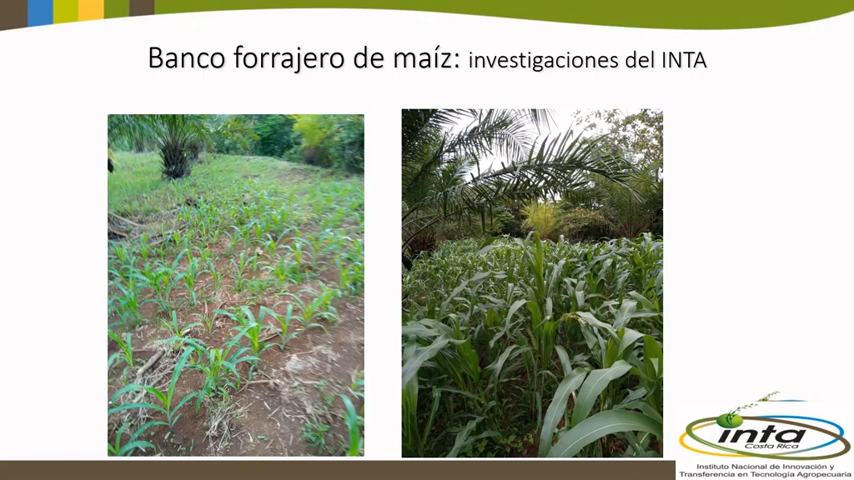 Banco forrajero de maíz: investigaciones del INTA
inta
Costa Rica
Instituto Nacional de Innovación y
Transferencia en Tecnología Agropecuaria